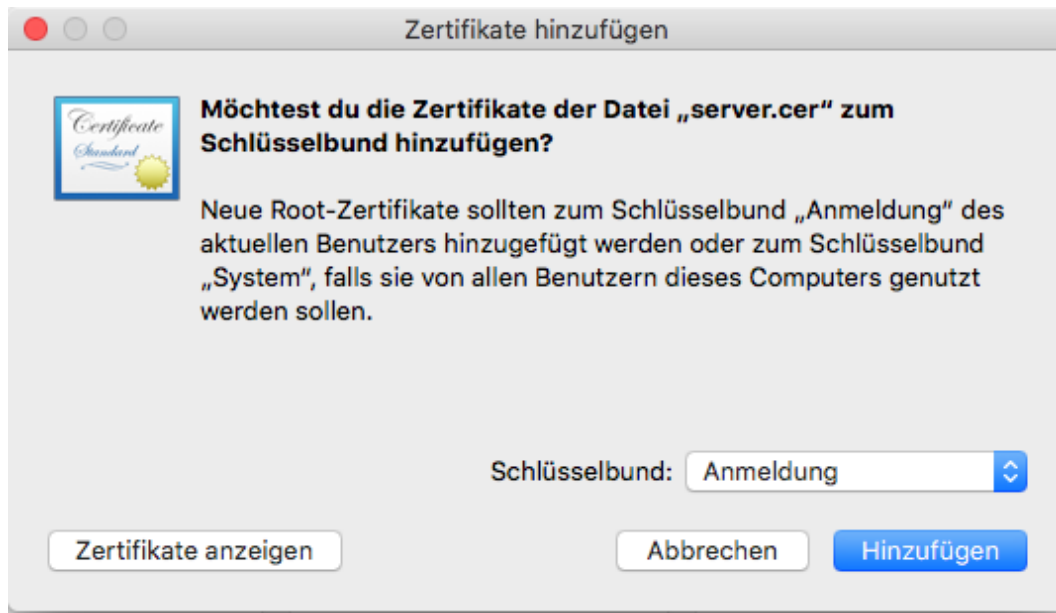 Zertifikate hinzufügen
Certificate
Standard
Möchtest du die Zertifikate der Datei „server.cer“ zum
Schlüsselbund hinzufügen?
Neue Root-Zertifikate sollten zum Schlüsselbund „Anmeldung“ des
aktuellen Benutzers hinzugefügt werden oder zum Schlüsselbund
„System“, falls sie von allen Benutzern dieses Computers genutzt
werden sollen.
Schlüsselbund: Anmeldung
Zertifikate anzeigen Abbrechen Hinzufügen